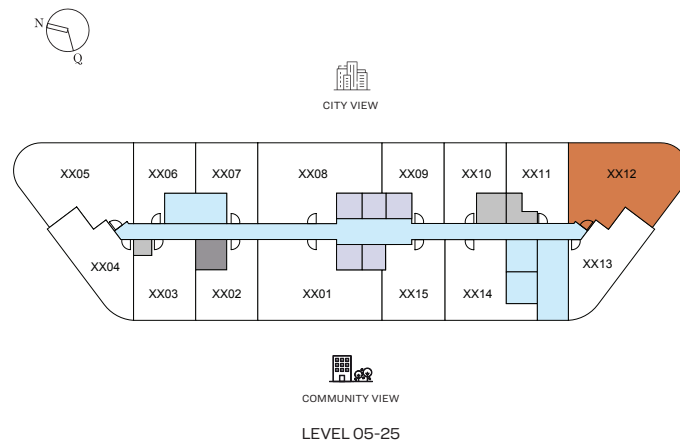 N
Q
CITY VIEW
XX05 XX06 XX07 XX08 XX09 XX10 XX11 XX12
XX04 XX13
XX03 XX02 XX01 XX15 XX14
COMMUNITY VIEW
LEVEL 05-25